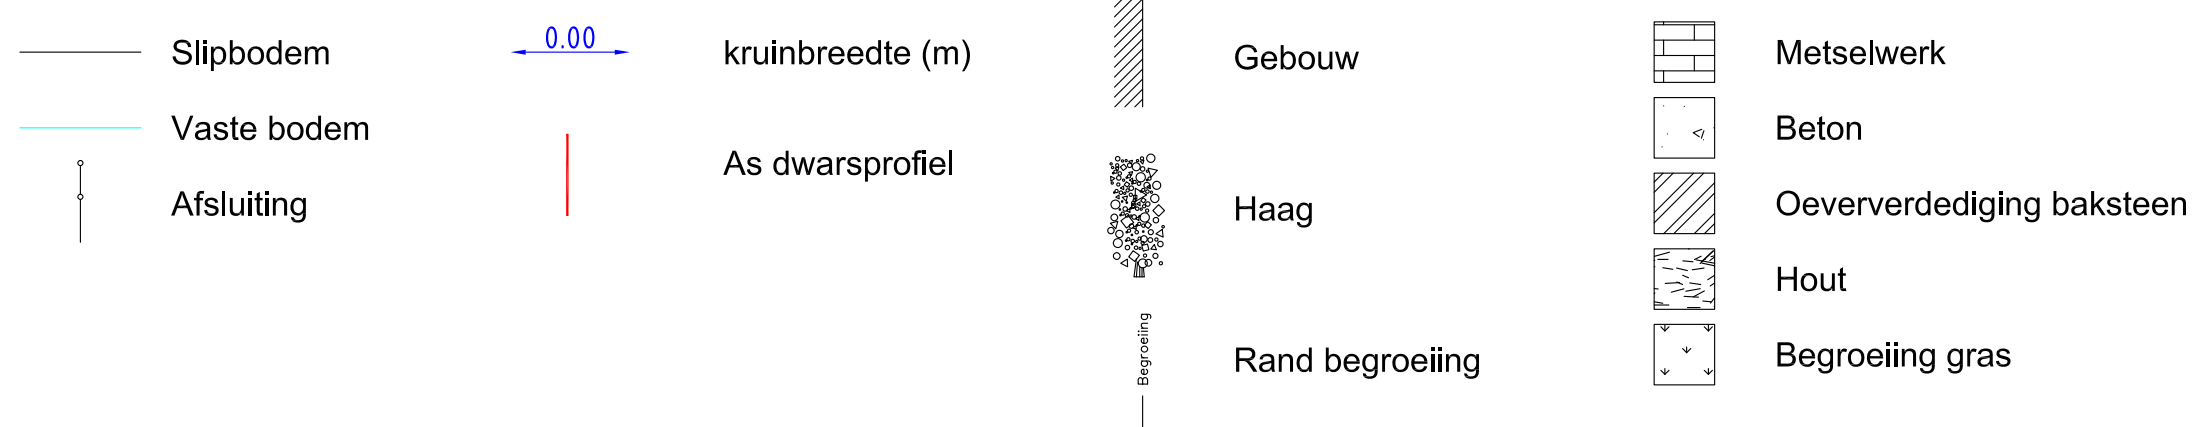 Slipbodem
Vaste bodem
Afsluiting
0.00
kruinbreedte (m)
As dwarsprofiel
Gebouw
Haag
Begroeiing
Rand begroeiing
Metselwerk
Beton
Oeververdediging baksteen
Hout
Begroeiing gras